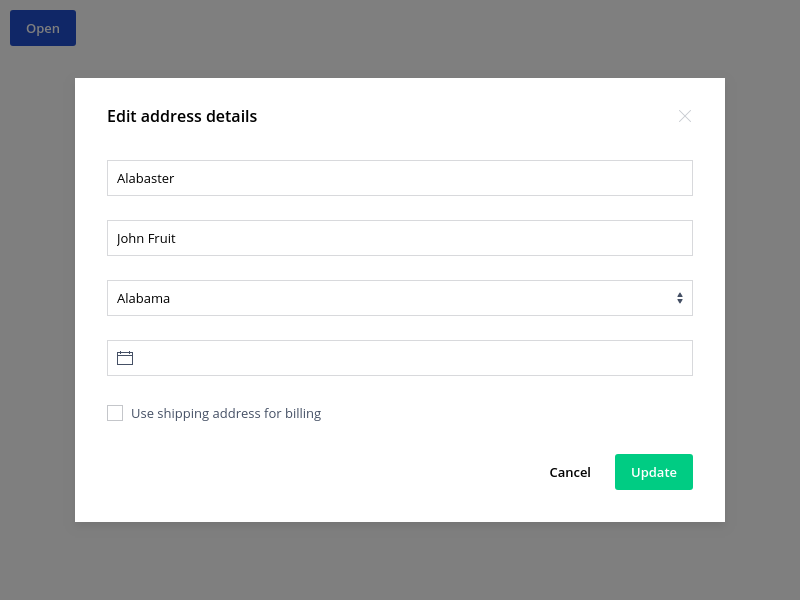 Open
Edit address details
Alabaster
John Fruit
Alabama
Use shipping address for billing
Cancel
Update